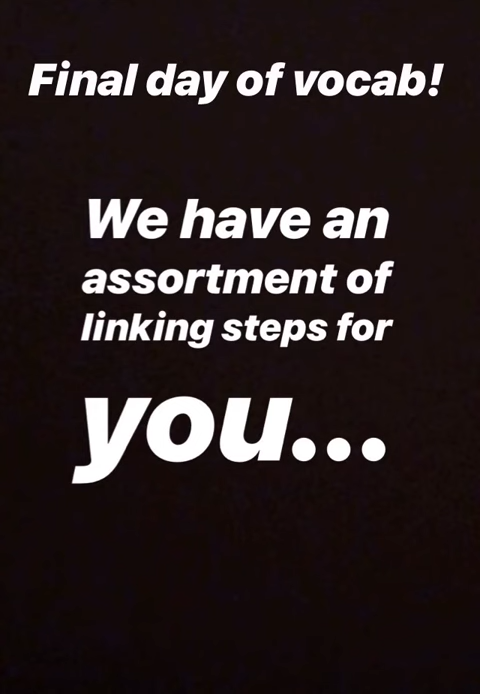 Final day of vocab!
We have an
assortment of
linking steps for
you...